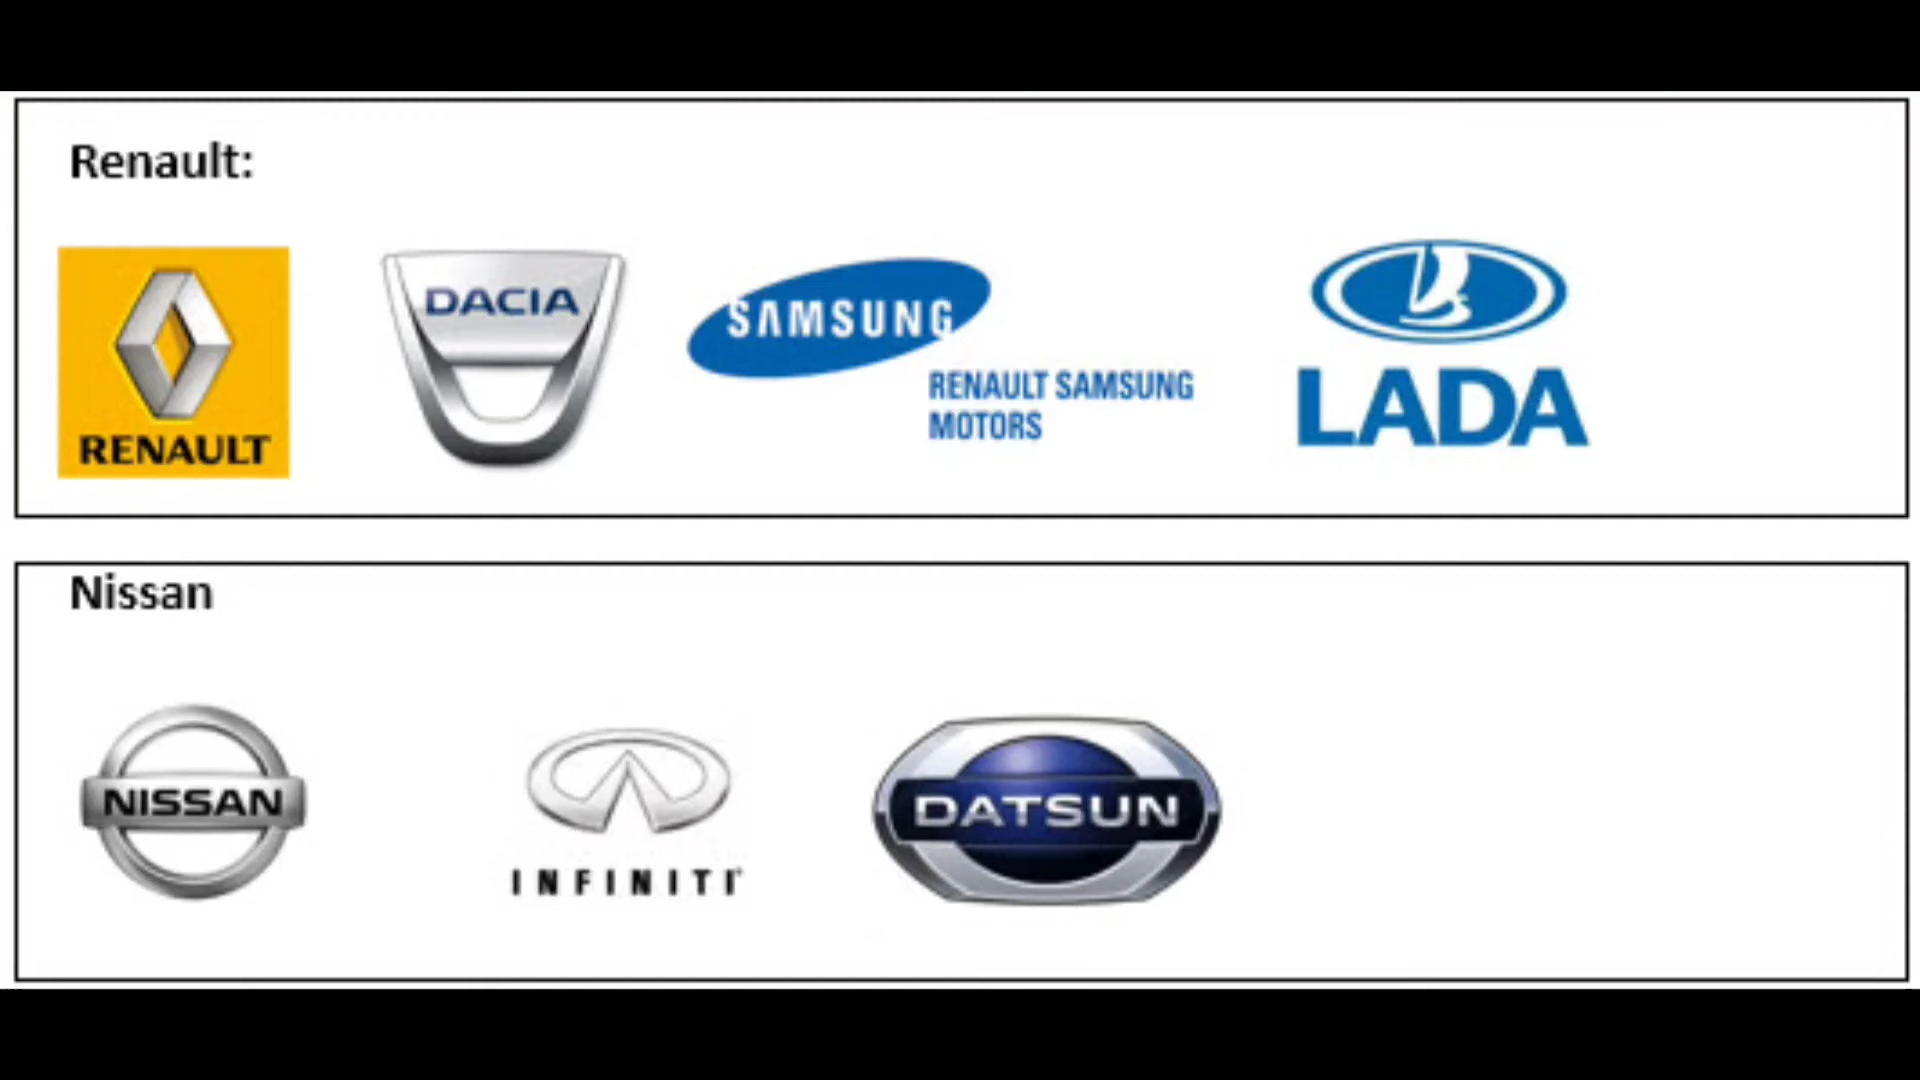 Renault:
RENAULT
DACIA
SAMSUNG
RENAULT SAMSUNG
MOTORS
LADA
Nissan
NISSAN
INFINITI
DATSUN